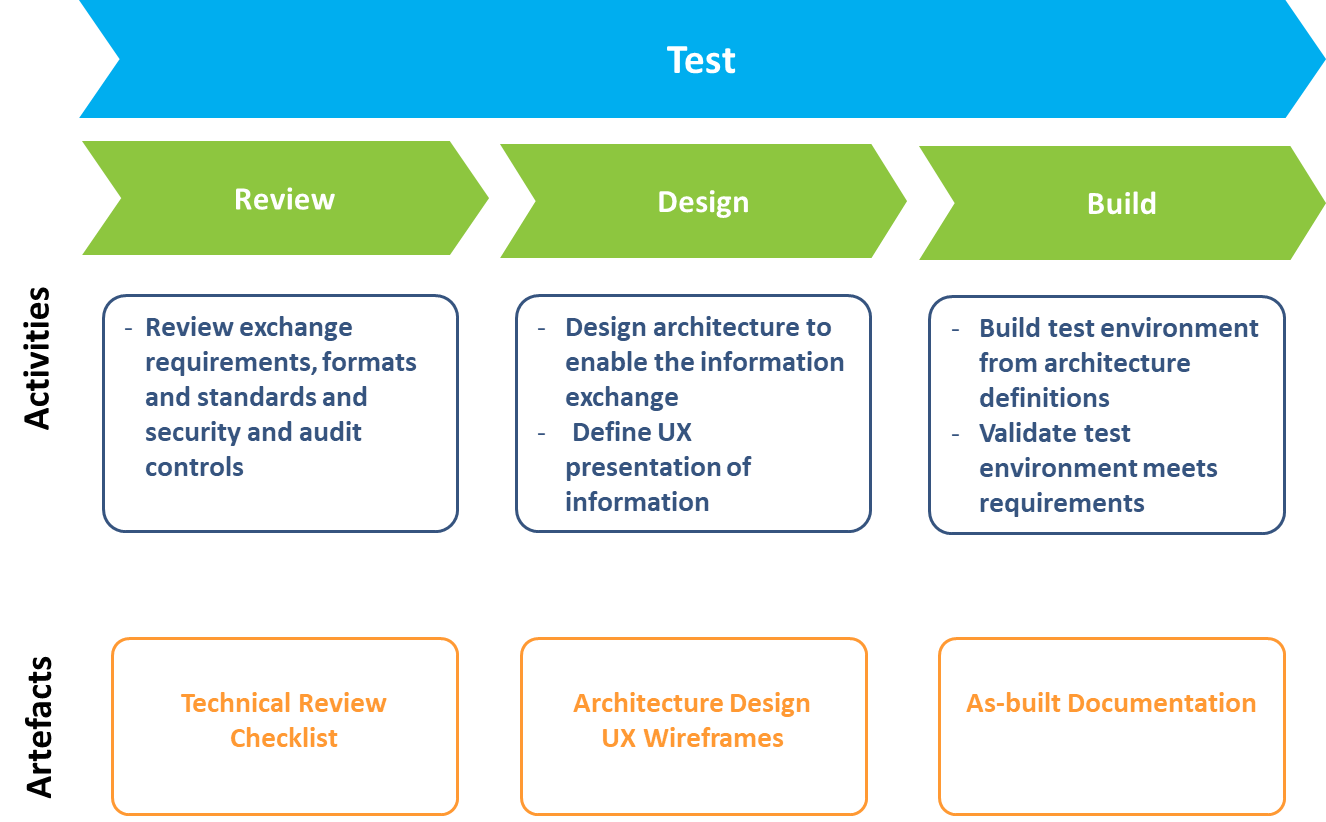 Test
Review
Design
Build
Activities
- Review exchange
requirements, formats
and standards and
security and audit
controls
- Design architecture to
enable the information
exchange
- Define UX
presentation of
information
- Build test environment
from architecture
definitions
- Validate test
environment meets
requirements
Artefacts
Technical Review
Checklist
Architecture Design
UX Wireframes
As-built Documentation